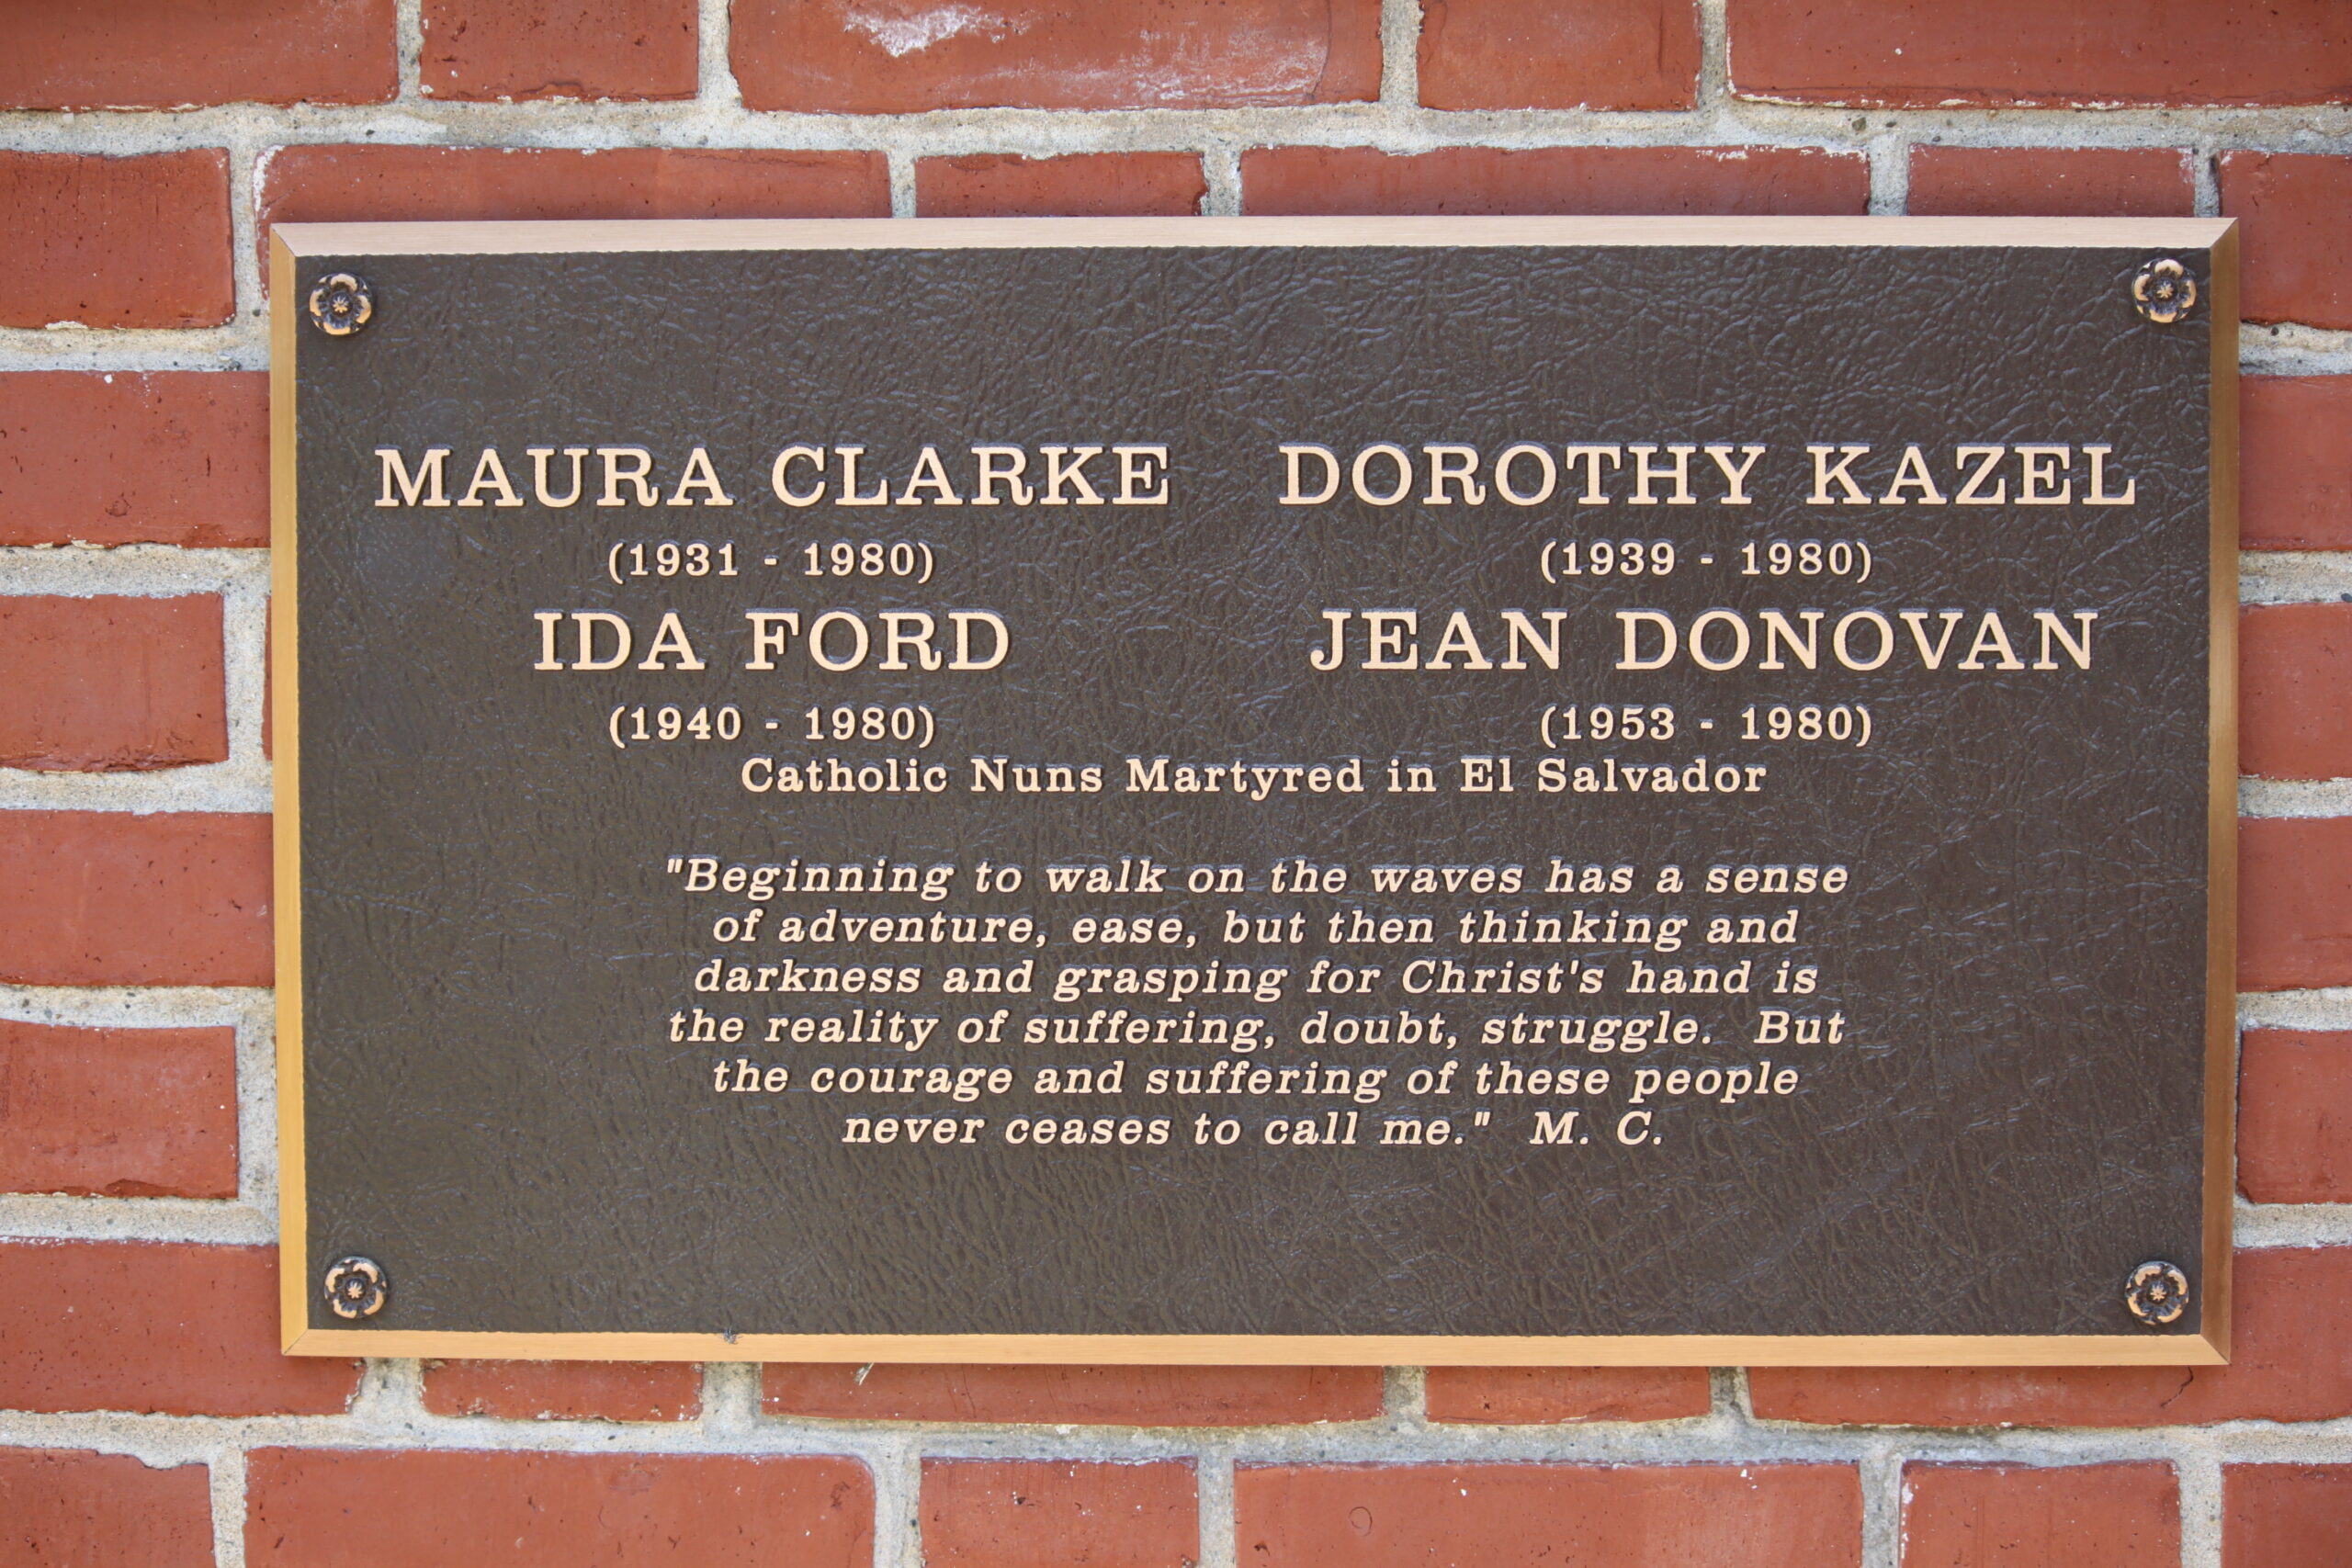 MAURA CLARKE DOROTHY KAZEL
(1931 - 1980) (1939 - 1980)
IDA FORD JEAN DONOVAN
(1940 - 1980) (1953 - 1980)
Catholic Nuns Martyred in El Salvador
"Beginning to walk on the waves has a sense
of adventure, ease, but then thinking and
darkness and grasping for Christ's hand is
the reality of suffering, doubt, struggle. But
the courage and suffering of these people
never ceases to call me." M. C.